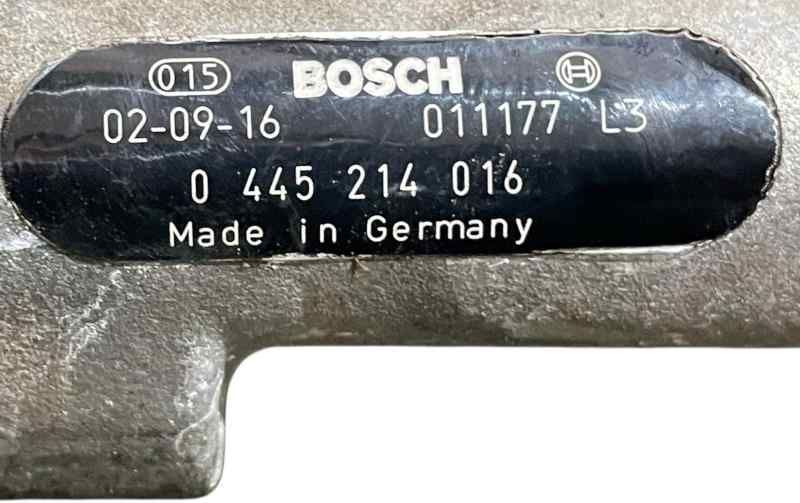 015 BOSCH
02-09-16 011177 L3
0 445 214 016
Made in Germany